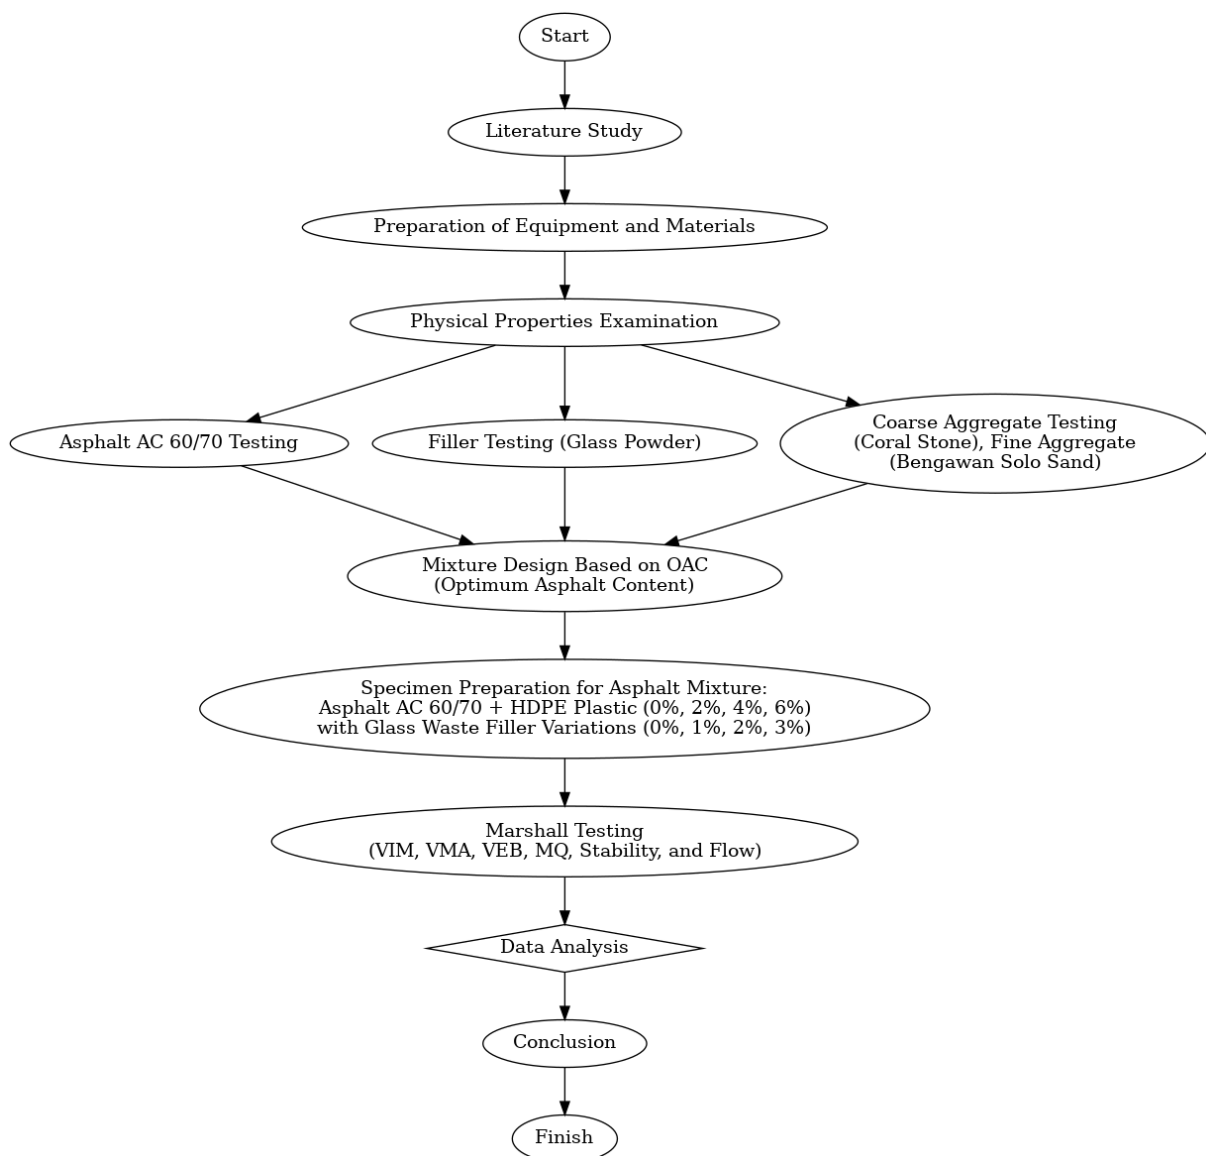 Start
Literature Study
Preparation of Equipment and Materials
Physical Properties Examination
Asphalt AC 60/70 Testing
Filler Testing (Glass Powder)
Coarse Aggregate Testing
(Coral Stone), Fine Aggregate
(Bengawan Solo Sand)
Mixture Design Based on OAC
(Optimum Asphalt Content)
Specimen Preparation for Asphalt Mixture:
Asphalt AC 60/70 + HDPE Plastic (0%, 2%, 4%, 6%)
with Glass Waste Filler Variations (0%, 1%, 2%, 3%)
Marshall Testing
(VIM, VMA, VEB, MQ, Stability, and Flow)
Data Analysis
Conclusion
Finish